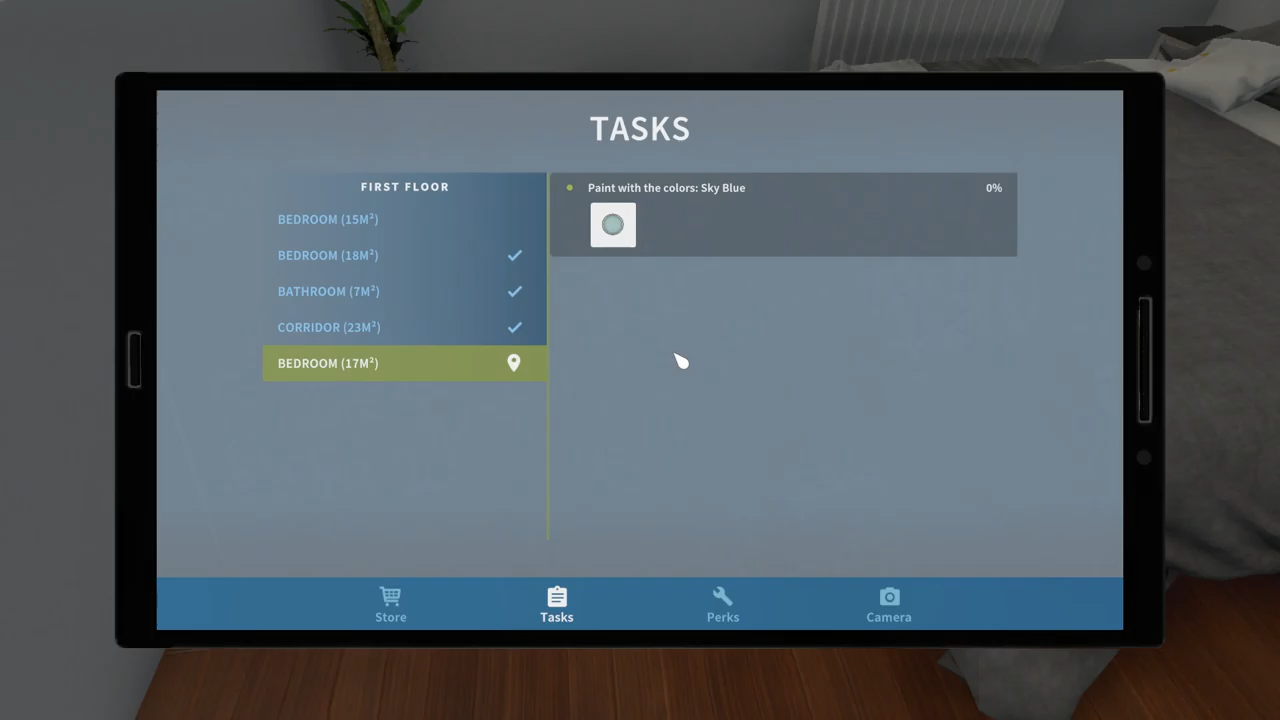 TASKS
FIRST FLOOR
BEDROOM (15M²)
BEDROOM (18M²)
BATHROOM (7M²)
CORRIDOR (23M²)
BEDROOM (17M²)
Paint with the colors: Sky Blue 0%
Store Tasks Perks Camera